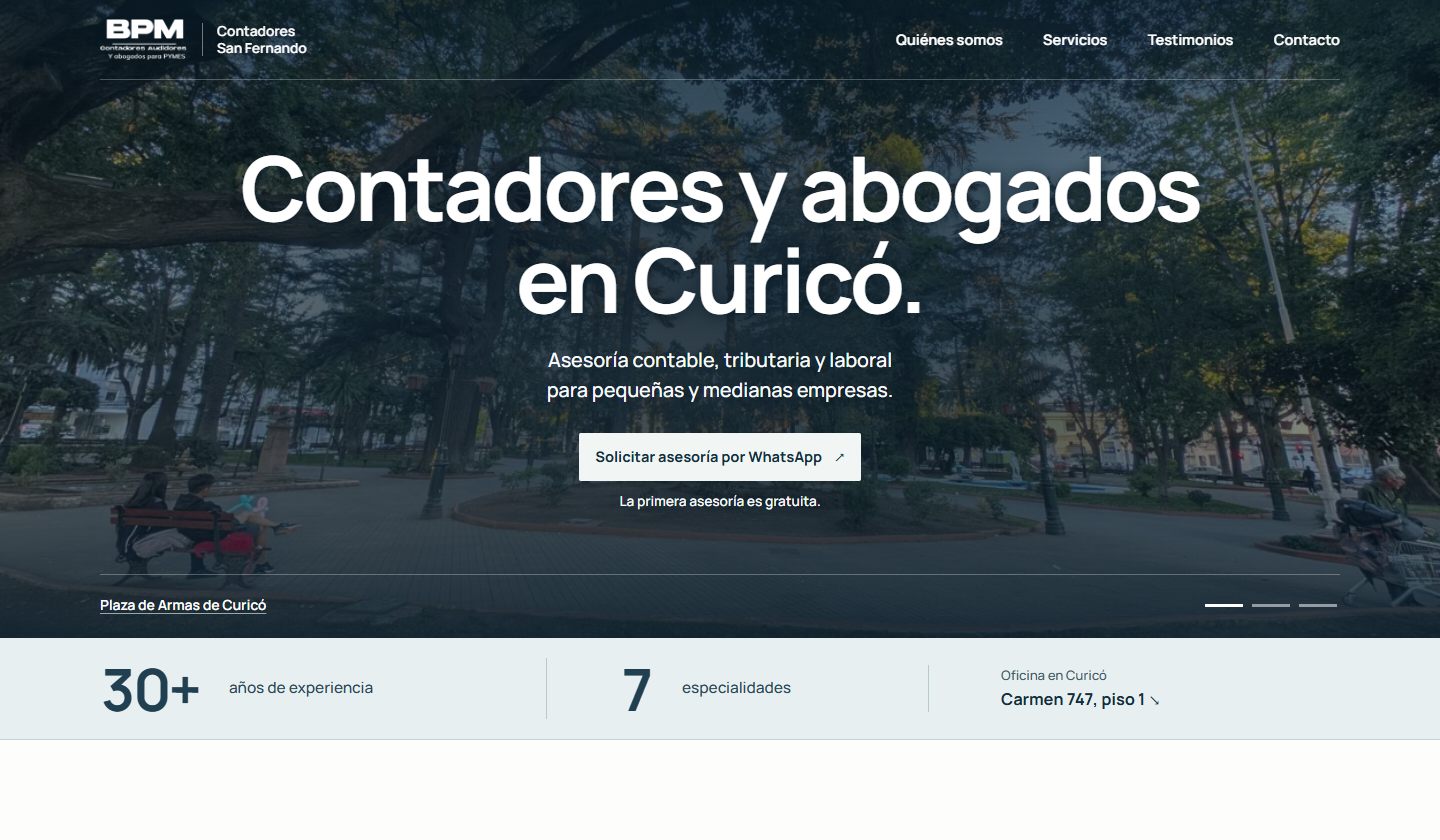 BPM
Contadores Auditores
Y abogados para PYMES
Contadores
San Fernando
Quiénes somos
Servicios
Testimonios
Contacto
Contadores y abogados
en Curicó.
Asesoría contable, tributaria y laboral
para pequeñas y medianas empresas.
Solicitar asesoría por WhatsApp ↗
La primera asesoría es gratuita.
Plaza de Armas de Curicó
30+
años de experiencia
7
especialidades
Oficina en Curicó
Carmen 747, piso 1 ↘